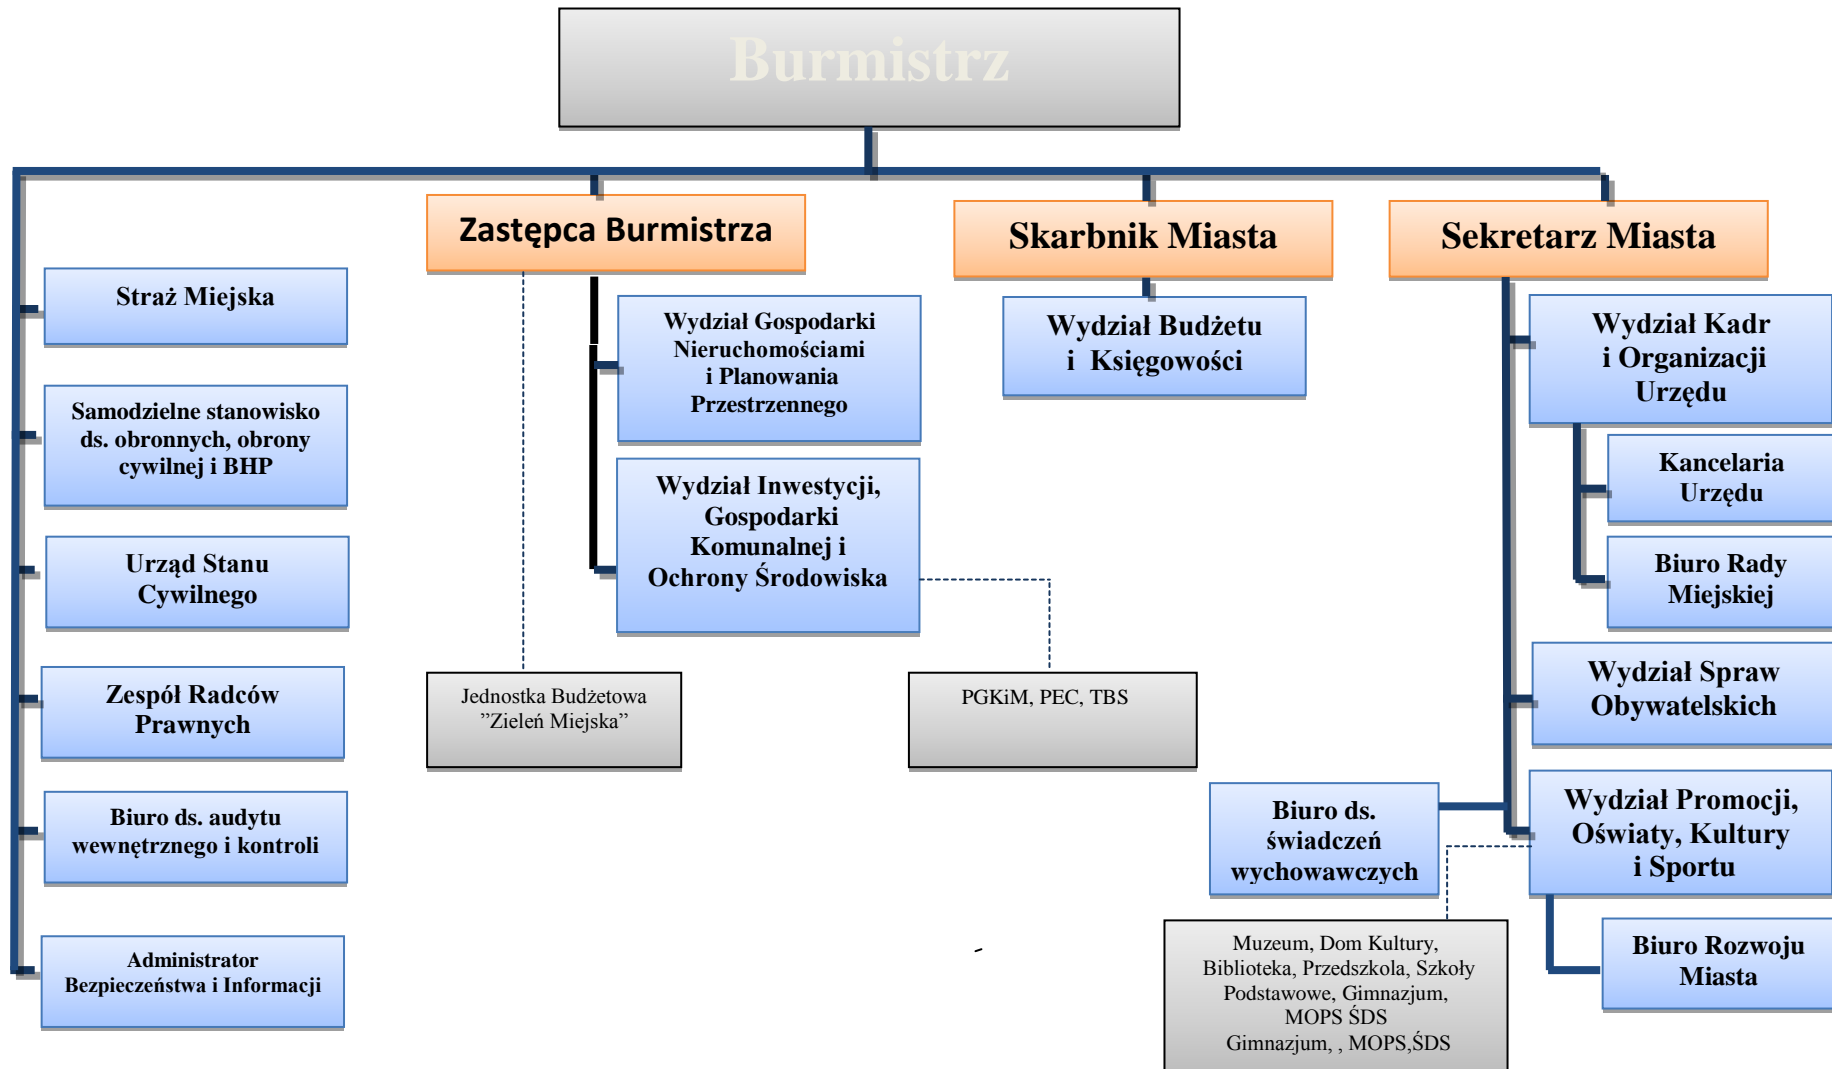 Burmistrz
Zastępca Burmistrza
Skarbnik Miasta
Sekretarz Miasta
Straż Miejska
Samodzielne stanowisko
ds. obronnych, obrony
cywilnej i BHP
Urząd Stanu
Cywilnego
Zespół Radców
Prawnych
Biuro ds. audytu
wewnętrznego i kontroli
Administrator
Bezpieczeństwa i Informacji
Wydział Gospodarki
Nieruchomościami
i Planowania
Przestrzennego
Wydział Inwestycji,
Gospodarki
Komunalnej i
Ochrony Środowiska
Jednostka Budżetowa
”Zieleń Miejska”
PGKiM, PEC, TBS
Wydział Budżetu
i Księgowości
Wydział Kadr
i Organizacji
Urzędu
Kancelaria
Urzędu
Biuro Rady
Miejskiej
Wydział Spraw
Obywatelskich
Biuro ds.
świadczeń
wychowawczych
Wydział Promocji,
Oświaty, Kultury
i Sportu
Muzeum, Dom Kultury,
Biblioteka, Przedszkola, Szkoły
Podstawowe, Gimnazjum,
MOPS ŚDS
Gimnazjum, , MOPS,ŚDS
Biuro Rozwoju
Miasta